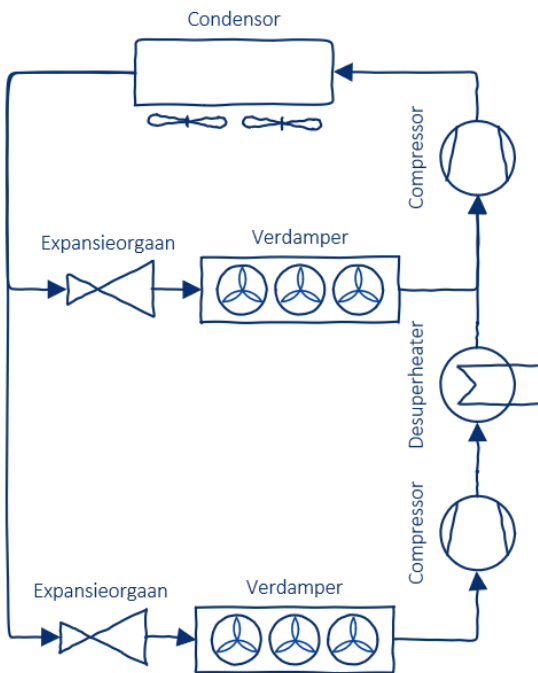 Condensor
Compressor
Expansieorgaan
Verdamper
Desuperheater
Compressor
Expansieorgaan
Verdamper